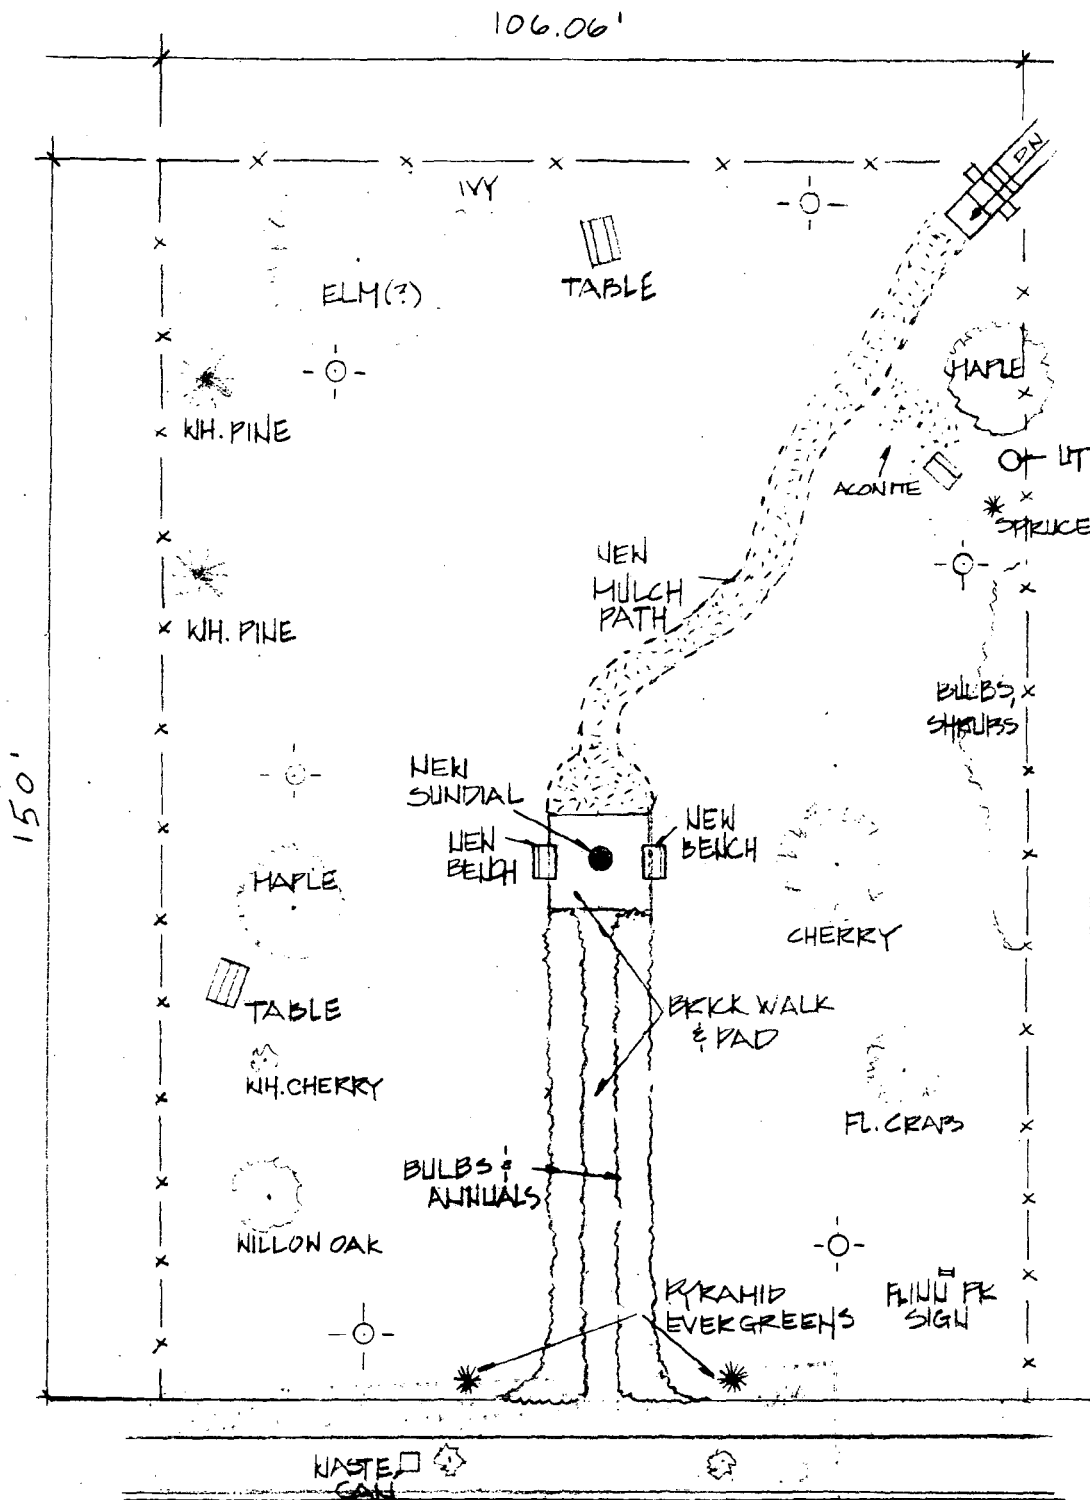 106.06'
DN
IVY
TABLE
ELM(?)
MAPLE
WH. PINE
LIT
ACONITE
SPRUCE
NEW
MULCH
PATH
WH. PINE
BULBS,
SHRUBS
150'
NEW
SUNDIAL
NEW
BENCH
NEW
BENCH
MAPLE
CHERRY
TABLE
BRICK WALK
& PAD
WH. CHERRY
FL. CRAB
BULBS &
ANNUALS
WILLOW OAK
PYRAMID
EVERGREENS
FLINN PK
SIGN
WASTE
CAN